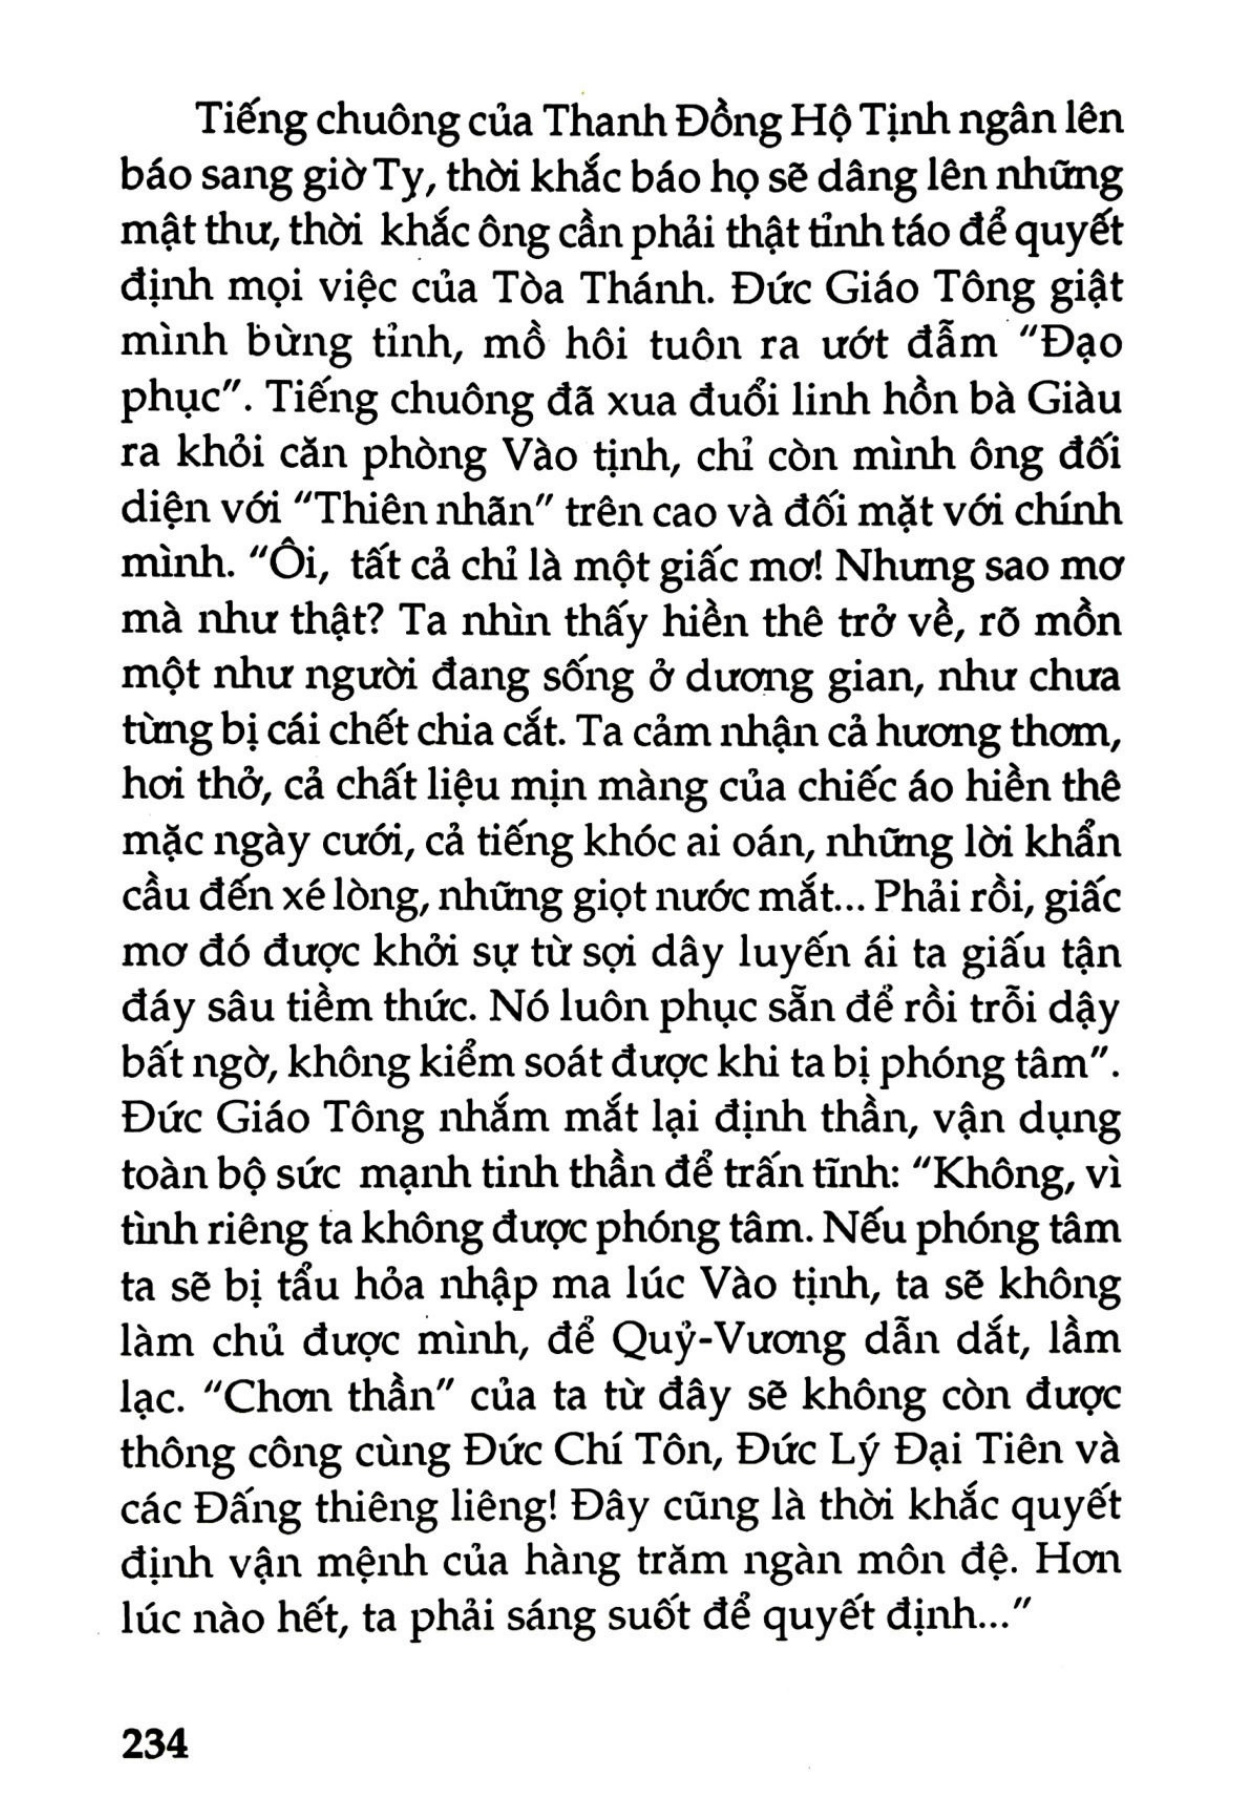 Tiếng chuông của Thanh Đồng Hộ Tịnh ngân lên
báo sang giờ Tỵ, thời khắc báo họ sẽ dâng lên những
mật thư, thời khắc ông cần phải thật tỉnh táo để quyết
định mọi việc của Tòa Thánh. Đức Giáo Tông giật
mình bừng tỉnh, mồ hôi tuôn ra ướt đẫm "Đạo
phục". Tiếng chuông đã xua đuổi linh hồn bà Giàu
ra khỏi căn phòng Vào tịnh, chỉ còn mình ông đối
diện với "Thiên nhãn" trên cao và đối mặt với chính
mình. "Ôi, tất cả chỉ là một giấc mơ! Nhưng sao mơ
mà như thật? Ta nhìn thấy hiền thê trở về, rõ mồn
một như người đang sống ở dương gian, như chưa
từng bị cái chết chia cắt. Ta cảm nhận cả hương thơm,
hơi thở, cả chất liệu mịn màng của chiếc áo hiền thê
mặc ngày cưới, cả tiếng khóc ai oán, những lời khẩn
cầu đến xé lòng, những giọt nước mắt... Phải rồi, giấc
mơ đó được khởi sự từ sợi dây luyến ái ta giấu tận
đáy sâu tiềm thức. Nó luôn phục sẵn để rồi trỗi dậy
bất ngờ, không kiểm soát được khi ta bị phóng tâm".
Đức Giáo Tông nhắm mắt lại định thần, vận dụng
toàn bộ sức mạnh tinh thần để trấn tĩnh: "Không, vì
tình riêng ta không được phóng tâm. Nếu phóng tâm
ta sẽ bị tẩu hỏa nhập ma lúc Vào tịnh, ta sẽ không
làm chủ được mình, để Quỷ-Vương dẫn dắt, lầm
lạc. "Chơn thần" của ta từ đây sẽ không còn được
thông công cùng Đức Chí Tôn, Đức Lý Đại Tiên và
các Đấng thiêng liêng! Đây cũng là thời khắc quyết
định vận mệnh của hàng trăm ngàn môn đệ. Hơn
lúc nào hết, ta phải sáng suốt để quyết định..."
234